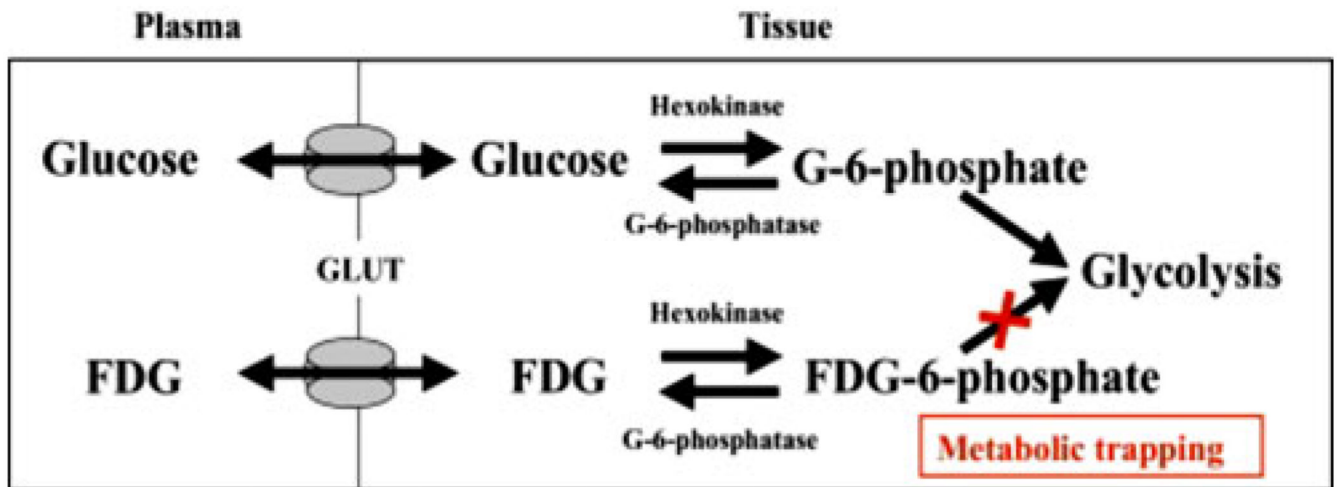 Plasma Tissue
Hexokinase
Glucose Glucose G-6-phosphate
G-6-phosphatase
GLUT Glycolysis
Hexokinase
FDG FDG FDG-6-phosphate
G-6-phosphatase
Metabolic trapping